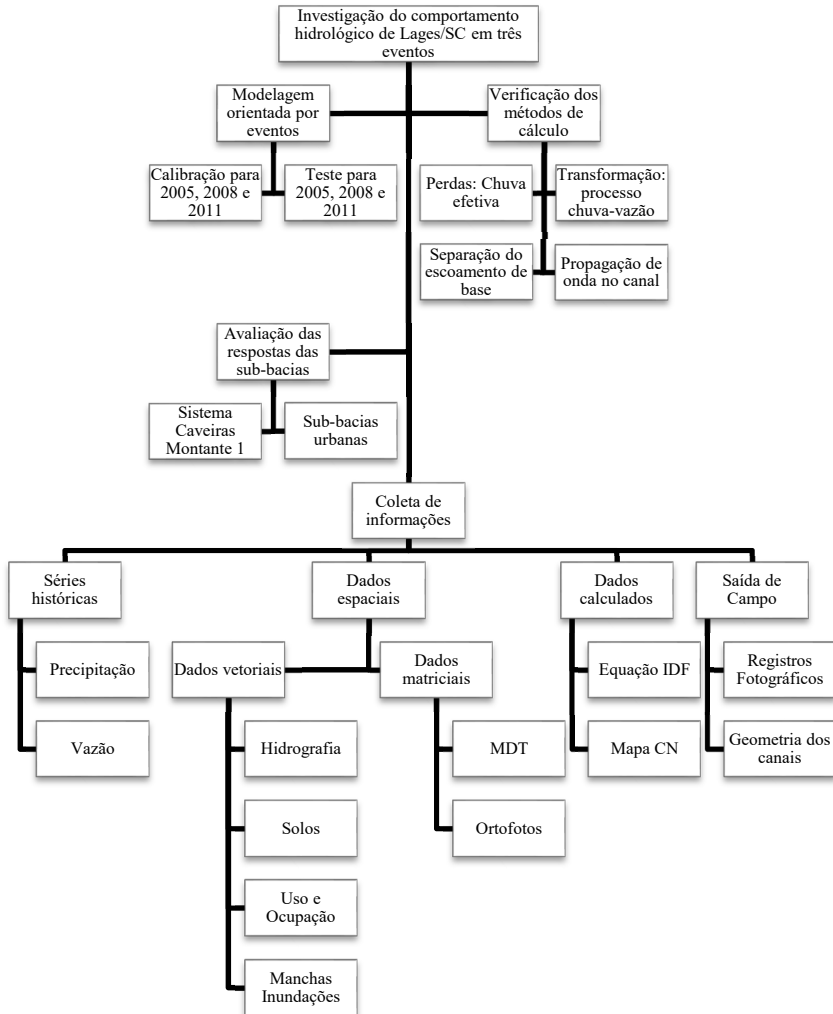 Investigação do comportamento
hidrológico de Lages/SC em três
eventos
Modelagem
orientada por
eventos
Verificação dos
métodos de
cálculo
Calibração para
2005, 2008 e
2011
Teste para
2005, 2008 e
2011
Perdas: Chuva
efetiva
Transformação:
processo
chuva-vazão
Separação do
escoamento de
base
Propagação de
onda no canal
Avaliação das
respostas das
sub-bacias
Sistema
Caveiras
Montante 1
Sub-bacias
urbanas
Coleta de
informações
Séries
históricas
Dados
espaciais
Dados
calculados
Saída de
Campo
Precipitação
Vazão
Dados vetoriais
Dados
matriciais
Equação IDF
Registros
Fotográficos
Hidrografia
MDT
Mapa CN
Geometria dos
canais
Solos
Ortofotos
Uso e
Ocupação
Manchas
Inundações